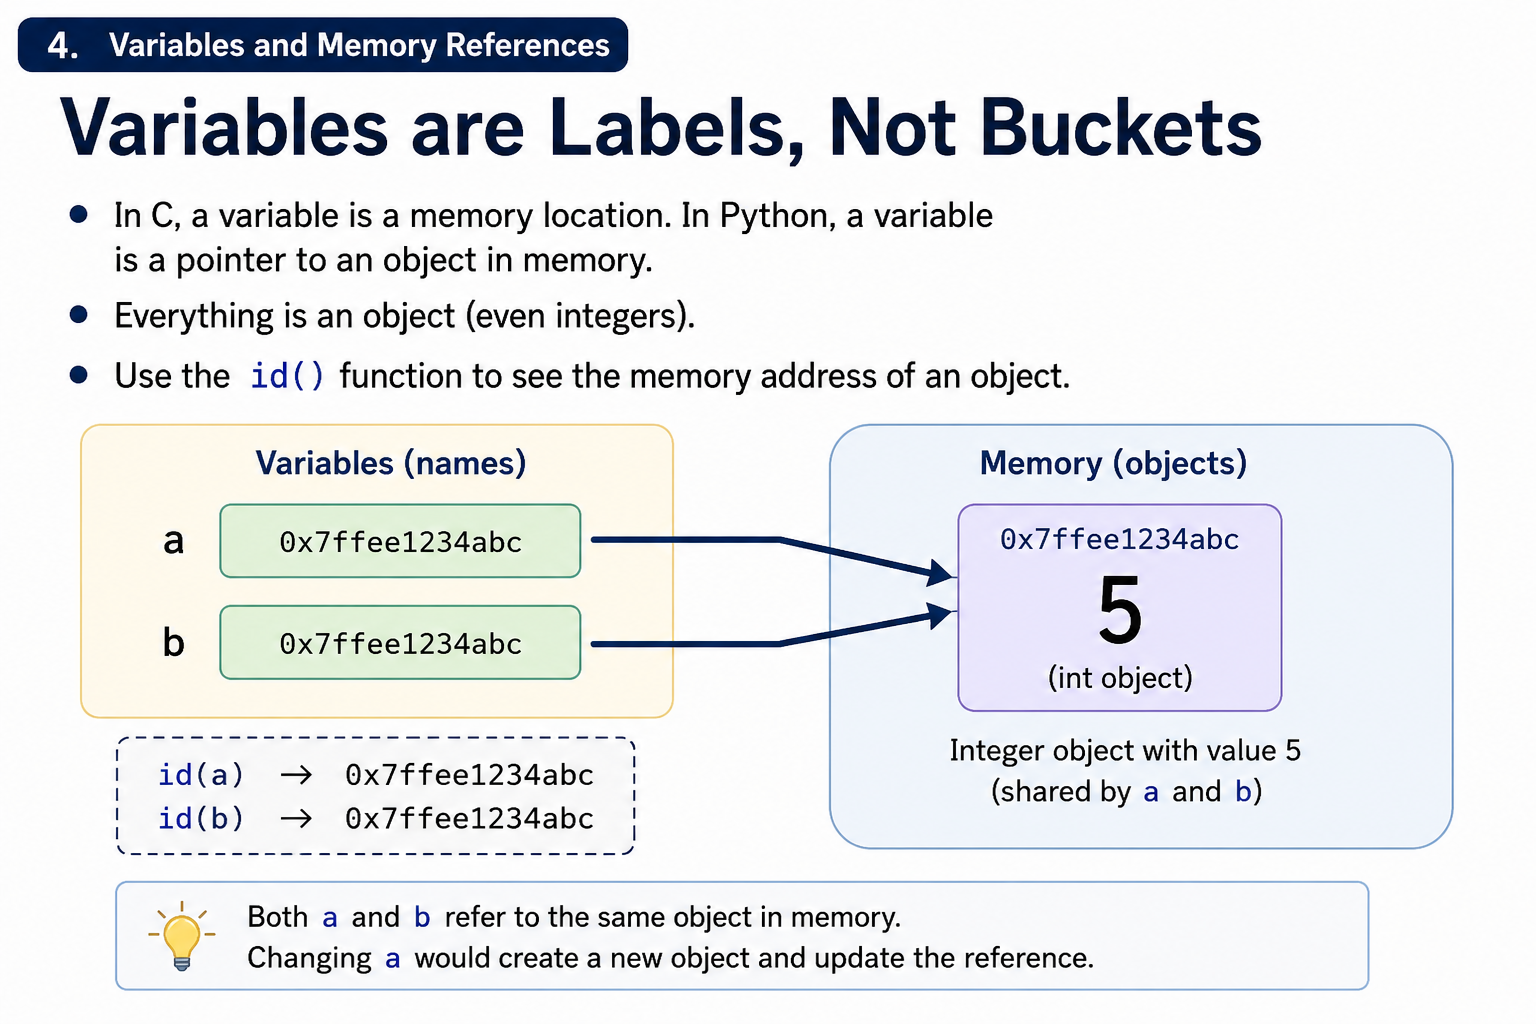 4. Variables and Memory References
Variables are Labels, Not Buckets
• In C, a variable is a memory location. In Python, a variable
is a pointer to an object in memory.
• Everything is an object (even integers).
• Use the id() function to see the memory address of an object.
Variables (names)
a 0x7ffee1234abc
b 0x7ffee1234abc
id(a) → 0x7ffee1234abc
id(b) → 0x7ffee1234abc
Memory (objects)
0x7ffee1234abc
5
(int object)
Integer object with value 5
(shared by a and b)
Both a and b refer to the same object in memory.
Changing a would create a new object and update the reference.